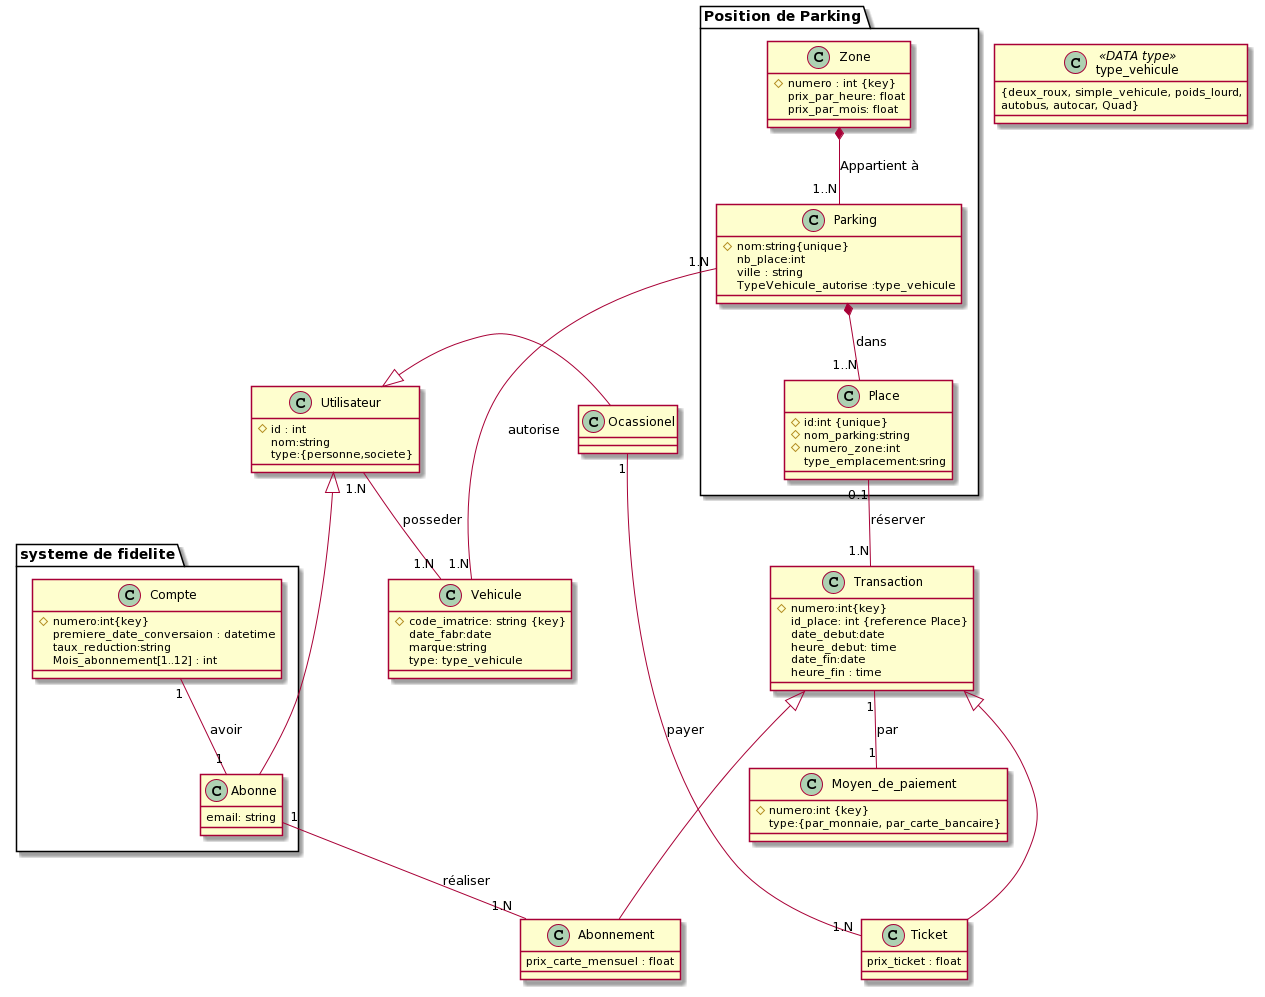 Position de Parking
C Zone
numero : int {key}
prix_par_heure: float
prix_par_mois: float
C «DATA type»
type_vehicule
{deux_roux, simple_vehicule, poids_lourd,
autobus, autocar, Quad}
Appartient à
1..N
C Parking
nom:string{unique}
nb_place:int
ville : string
TypeVehicule_autorise :type_vehicule
1.N
dans
1..N
C Utilisateur
id : int
nom:string
type:{personne,societe}
C Ocassionel
autorise
C Place
id:int {unique}
nom_parking:string
numero_zone:int
type_emplacement:sring
1
1.N
0.1
posseder
réserver
1.N
1.N
1.N
systeme de fidelite
C Compte
numero:int{key}
premiere_date_conversaion : datetime
taux_reduction:string
Mois_abonnement[1..12] : int
C Vehicule
code_imatrice: string {key}
date_fabr:date
marque:string
type: type_vehicule
C Transaction
numero:int{key}
id_place: int {reference Place}
date_debut:date
heure_debut: time
date_fin:date
heure_fin : time
1
avoir
1
payer
1
par
1
C Abonne
email: string
C Moyen_de_paiement
numero:int {key}
type:{par_monnaie, par_carte_bancaire}
1
réaliser
1.N
1.N
C Abonnement
prix_carte_mensuel : float
C Ticket
prix_ticket : float